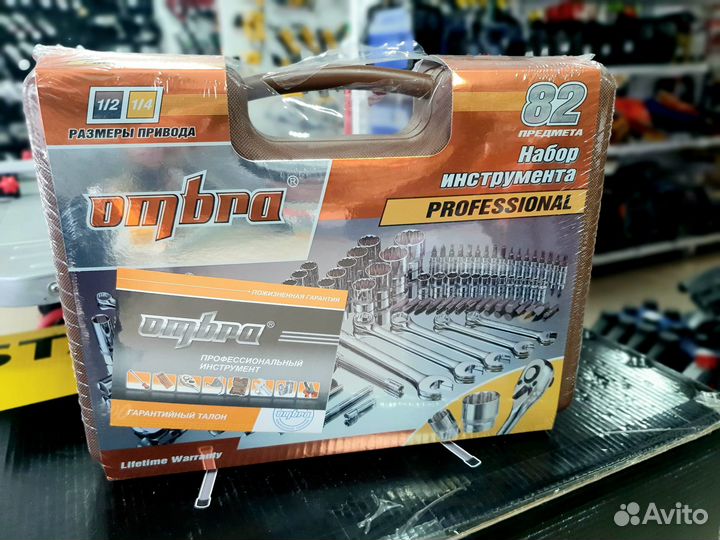 1/2 1/4
РАЗМЕРЫ ПРИВОДА
82
ПРЕДМЕТА
Набор
инструмента
PROFESSIONAL
ombra®
ПОЖИЗНЕННАЯ ГАРАНТИЯ
ombra®
ПРОФЕССИОНАЛЬНЫЙ
ИНСТРУМЕНТ
ГАРАНТИЙНЫЙ ТАЛОН
ombra
Lifetime Warranty
ST
Avito